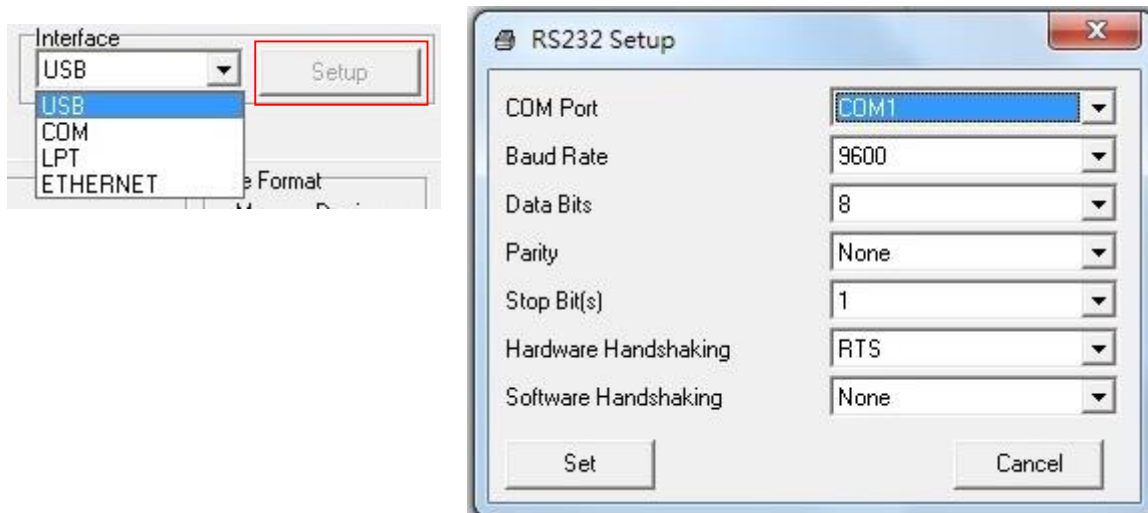 Interface
USB
Setup
USB
COM
LPT
ETHERNET
e Format
RS232 Setup
COM Port
COM1
Baud Rate
9600
Data Bits
8
Parity
None
Stop Bit(s)
1
Hardware Handshaking
RTS
Software Handshaking
None
Set
Cancel